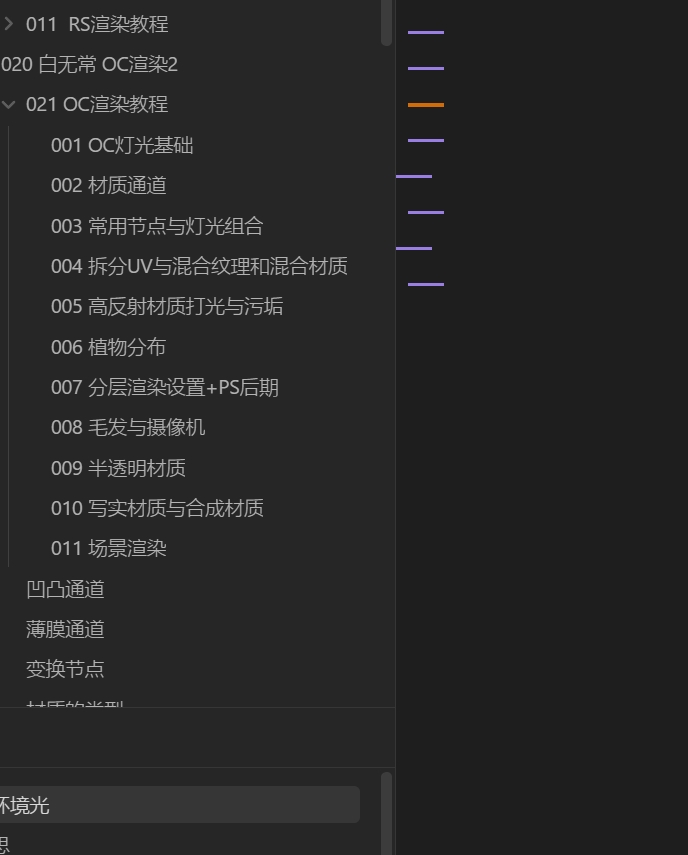 011 RS渲染教程
020 白无常 OC渲染2
021 OC渲染教程
001 OC灯光基础
002 材质通道
003 常用节点与灯光组合
004 拆分UV与混合纹理和混合材质
005 高反射材质打光与污垢
006 植物分布
007 分层渲染设置+PS后期
008 毛发与摄像机
009 半透明材质
010 写实材质与合成材质
011 场景渲染
凹凸通道
薄膜通道
变换节点
材质的类型
环境光